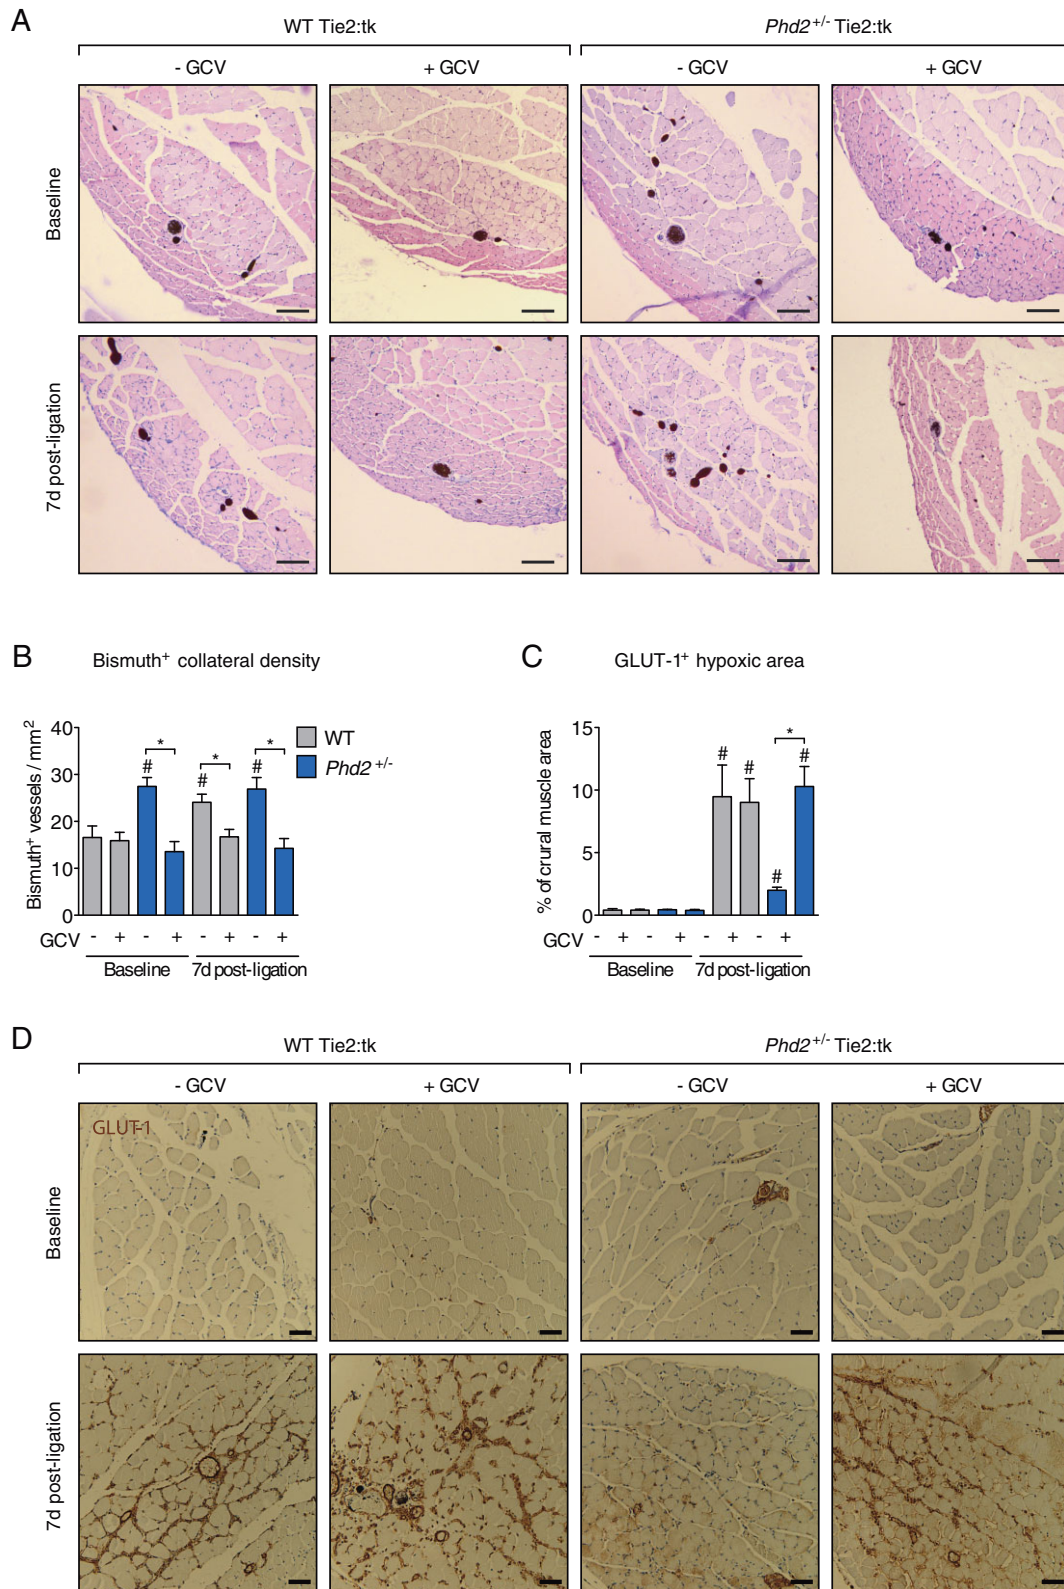 A
WT Tie2:tk
Phd2+/- Tie2:tk
- GCV
+ GCV
- GCV
+ GCV
Baseline
7d post-ligation
B
Bismuth+ collateral density
Bismuth+ vessels / mm2
40
30
20
10
0
# * # * # *
WT
Phd2+/-
GCV - + - + - + - +
Baseline
7d post-ligation
C
GLUT-1+ hypoxic area
% of crural muscle area
15
10
5
0
# # # * #
GCV - + - + - + - +
Baseline
7d post-ligation
D
WT Tie2:tk
Phd2+/- Tie2:tk
- GCV
+ GCV
- GCV
+ GCV
GLUT-1
Baseline
7d post-ligation